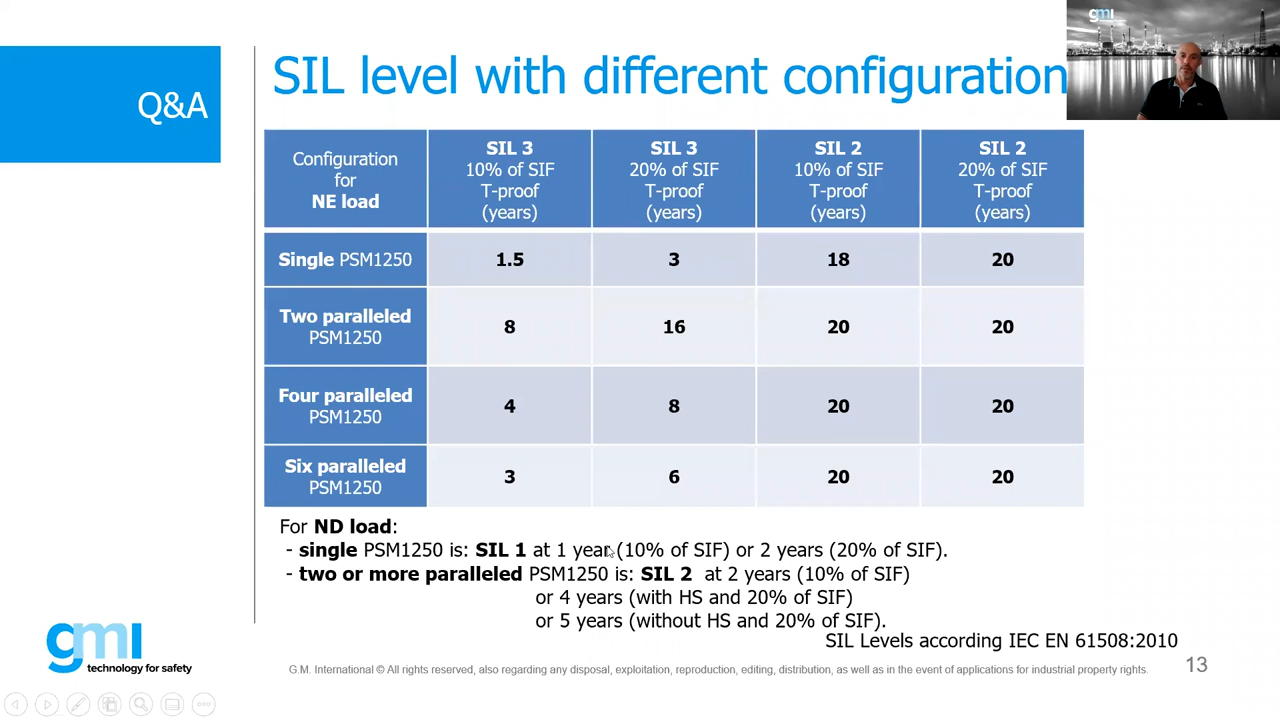 Q&A
SIL level with different configuration
gmi
Configuration
for
NE load
SIL 3
10% of SIF
T-proof
(years)
SIL 3
20% of SIF
T-proof
(years)
SIL 2
10% of SIF
T-proof
(years)
SIL 2
20% of SIF
T-proof
(years)
Single PSM1250
1.5
3
18
20
Two paralleled
PSM1250
8
16
20
20
Four paralleled
PSM1250
4
8
20
20
Six paralleled
PSM1250
3
6
20
20
For ND load:
- single PSM1250 is: SIL 1 at 1 year (10% of SIF) or 2 years (20% of SIF).
- two or more paralleled PSM1250 is: SIL 2 at 2 years (10% of SIF)
or 4 years (with HS and 20% of SIF)
or 5 years (without HS and 20% of SIF).
SIL Levels according IEC EN 61508:2010
gmi
technology for safety
G.M. International © All rights reserved, also regarding any disposal, exploitation, reproduction, editing, distribution, as well as in the event of applications for industrial property rights.
13